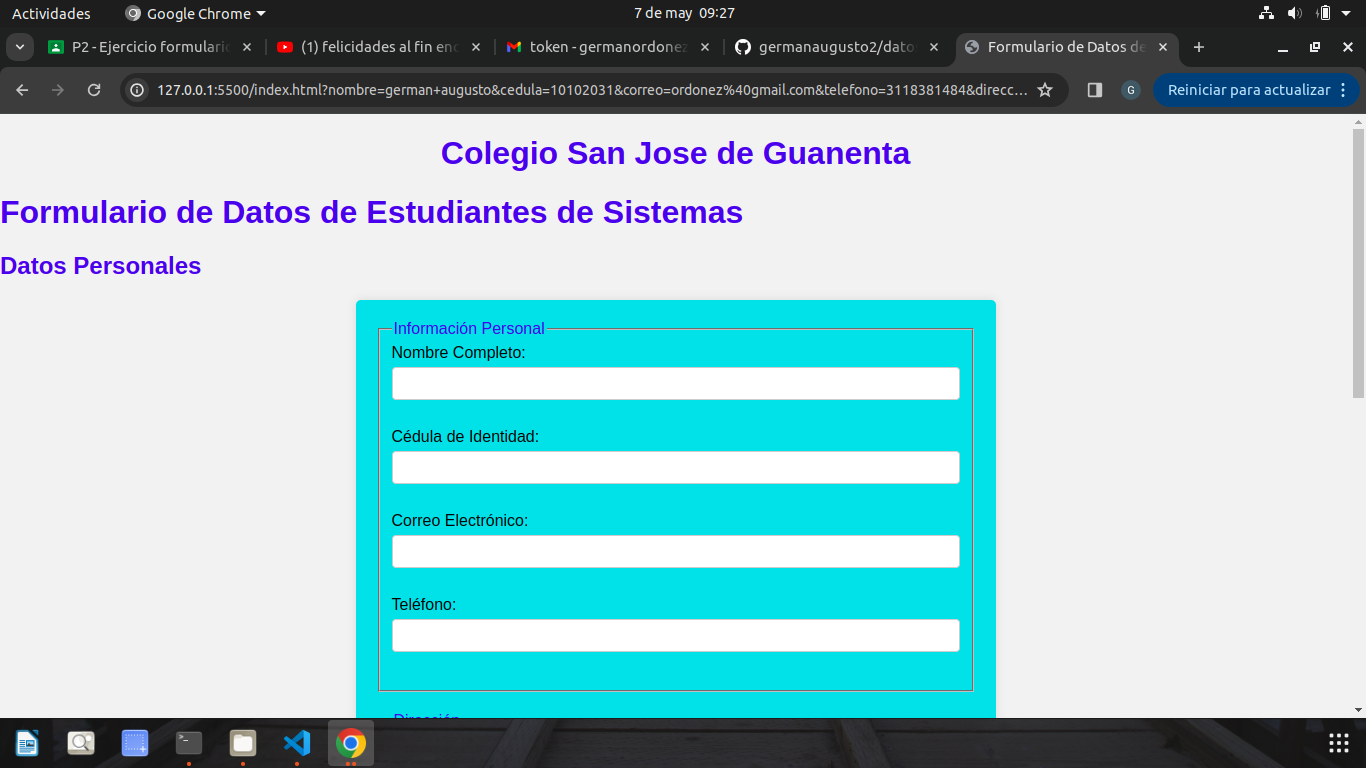 Actividades Google Chrome 7 de may 09:27
P2 - Ejercicio formulario (1) felicidades al fin enc token - germanordonez germanaugusto2/dato Formulario de Datos de
127.0.0.1:5500/index.html?nombre=german+augusto&cedula=10102031&correo=ordonez%40gmail.com&telefono=3118381484&direcc... G Reiniciar para actualizar
Colegio San Jose de Guanenta
Formulario de Datos de Estudiantes de Sistemas
Datos Personales
Información Personal
Nombre Completo:
Cédula de Identidad:
Correo Electrónico:
Teléfono:
Dirección